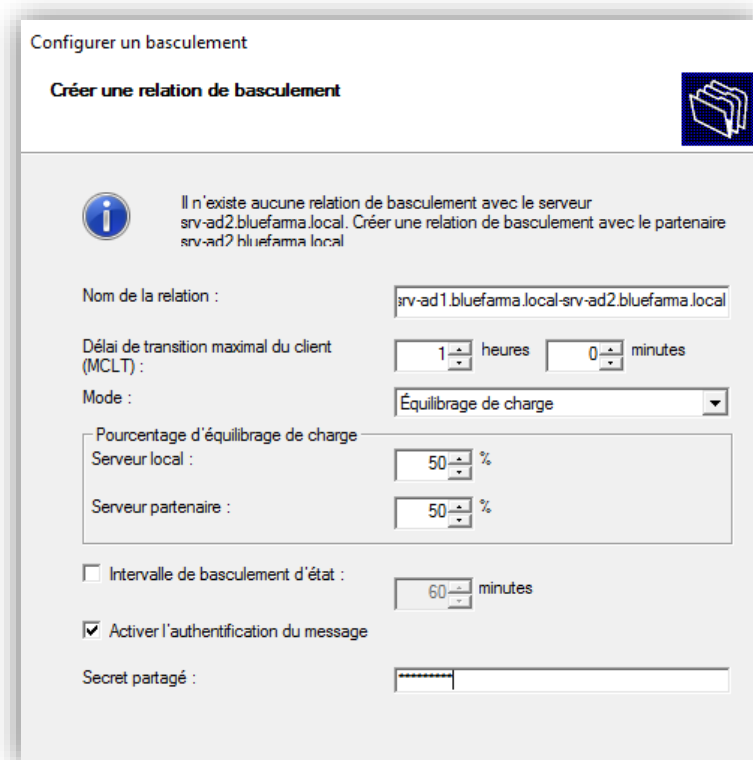 Configurer un basculement
Créer une relation de basculement
Il n'existe aucune relation de basculement avec le serveur
srv-ad2.bluefarma.local. Créer une relation de basculement avec le partenaire
srv-ad2.bluefarma.local
Nom de la relation :
srv-ad1.bluefarma.local-srv-ad2.bluefarma.local
Délai de transition maximal du client
(MCLT) :
1 heures 0 minutes
Mode :
Équilibrage de charge
Pourcentage d'équilibrage de charge
Serveur local :
50 %
Serveur partenaire :
50 %
Intervalle de basculement d'état :
60 minutes
Activer l'authentification du message
Secret partagé :
*********